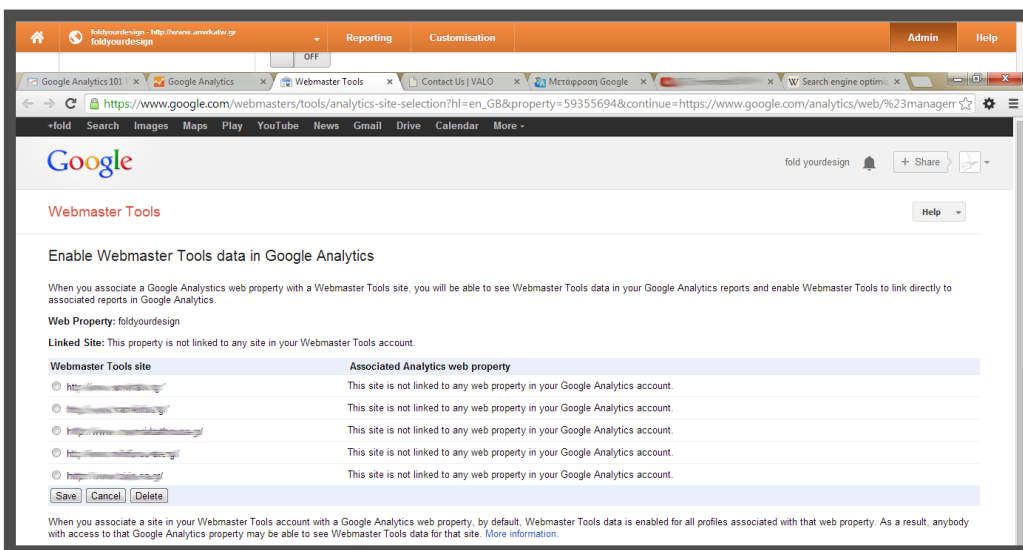 foldyourdesign - http://www.anwkatw.gr
foldyourdesign
Reporting
Customisation
Admin
Help
OFF
Google Analytics 101
Google Analytics
Webmaster Tools
Contact Us | VALO
Μετάφραση Google
Search engine optimi
https://www.google.com/webmasters/tools/analytics-site-selection?hl=en_GB&property=59355694&continue=https://www.google.com/analytics/web/%23managem
+fold Search Images Maps Play YouTube News Gmail Drive Calendar More
Google
fold yourdesign
+ Share
Webmaster Tools
Help
Enable Webmaster Tools data in Google Analytics
When you associate a Google Analystics web property with a Webmaster Tools site, you will be able to see Webmaster Tools data in your Google Analytics reports and enable Webmaster Tools to link directly to
associated reports in Google Analytics.
Web Property: foldyourdesign
Linked Site: This property is not linked to any site in your Webmaster Tools account.
Webmaster Tools site Associated Analytics web property
This site is not linked to any web property in your Google Analytics account.
This site is not linked to any web property in your Google Analytics account.
This site is not linked to any web property in your Google Analytics account.
This site is not linked to any web property in your Google Analytics account.
This site is not linked to any web property in your Google Analytics account.
Save Cancel Delete
When you associate a site in your Webmaster Tools account with a Google Analytics web property, by default, Webmaster Tools data is enabled for all profiles associated with that web property. As a result, anybody
with access to that Google Analytics property may be able to see Webmaster Tools data for that site. More information.